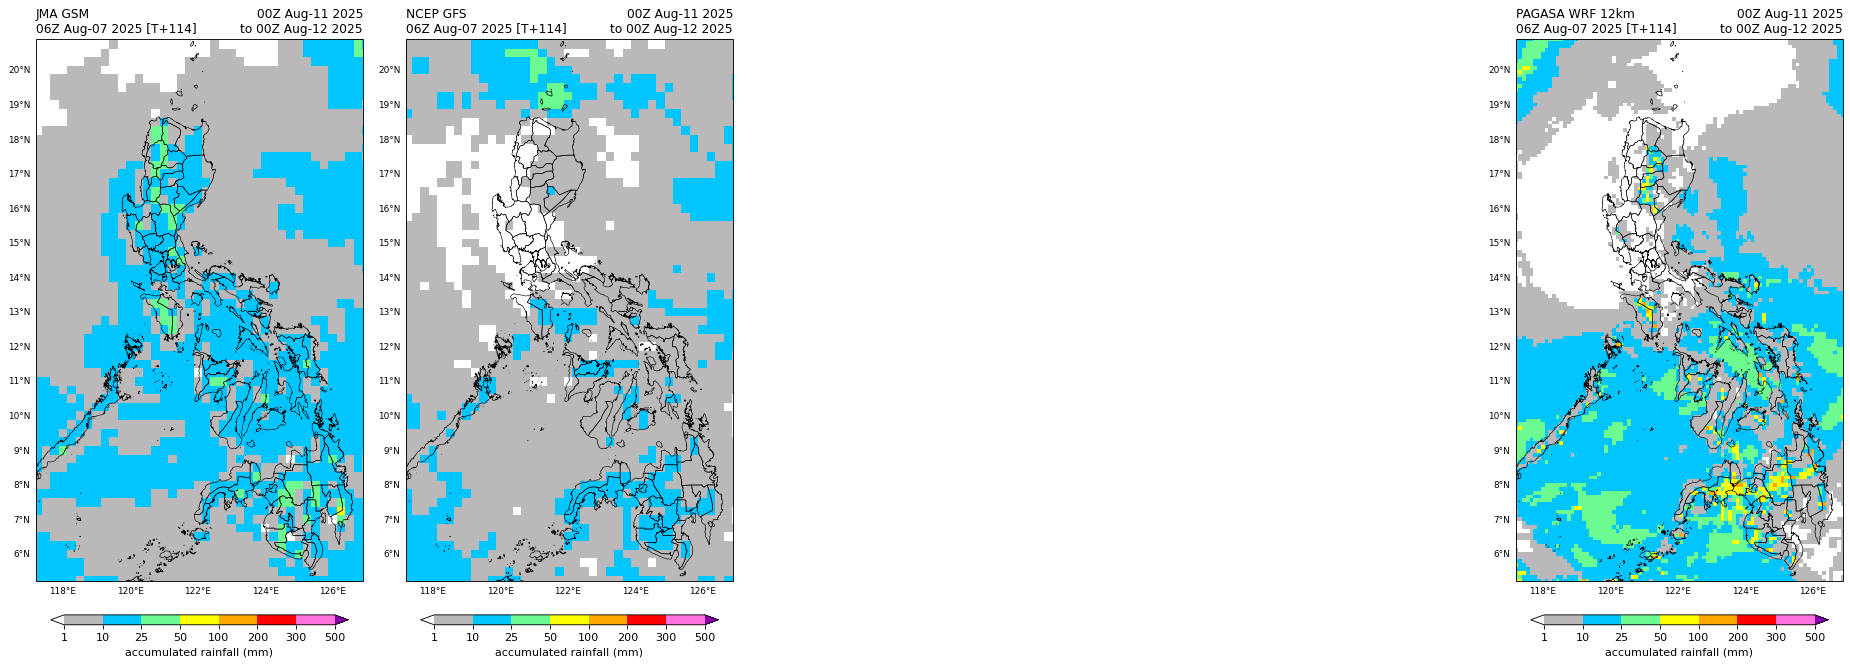 JMA GSM 00Z Aug-11 2025
06Z Aug-07 2025 [T+114] to 00Z Aug-12 2025
20°N
19°N
18°N
17°N
16°N
15°N
14°N
13°N
12°N
11°N
10°N
9°N
8°N
7°N
6°N
118°E 120°E 122°E 124°E 126°E
1 10 25 50 100 200 300 500
accumulated rainfall (mm)
NCEP GFS 00Z Aug-11 2025
06Z Aug-07 2025 [T+114] to 00Z Aug-12 2025
20°N
19°N
18°N
17°N
16°N
15°N
14°N
13°N
12°N
11°N
10°N
9°N
8°N
7°N
6°N
118°E 120°E 122°E 124°E 126°E
1 10 25 50 100 200 300 500
accumulated rainfall (mm)
PAGASA WRF 12km 00Z Aug-11 2025
06Z Aug-07 2025 [T+114] to 00Z Aug-12 2025
20°N
19°N
18°N
17°N
16°N
15°N
14°N
13°N
12°N
11°N
10°N
9°N
8°N
7°N
6°N
118°E 120°E 122°E 124°E 126°E
1 10 25 50 100 200 300 500
accumulated rainfall (mm)